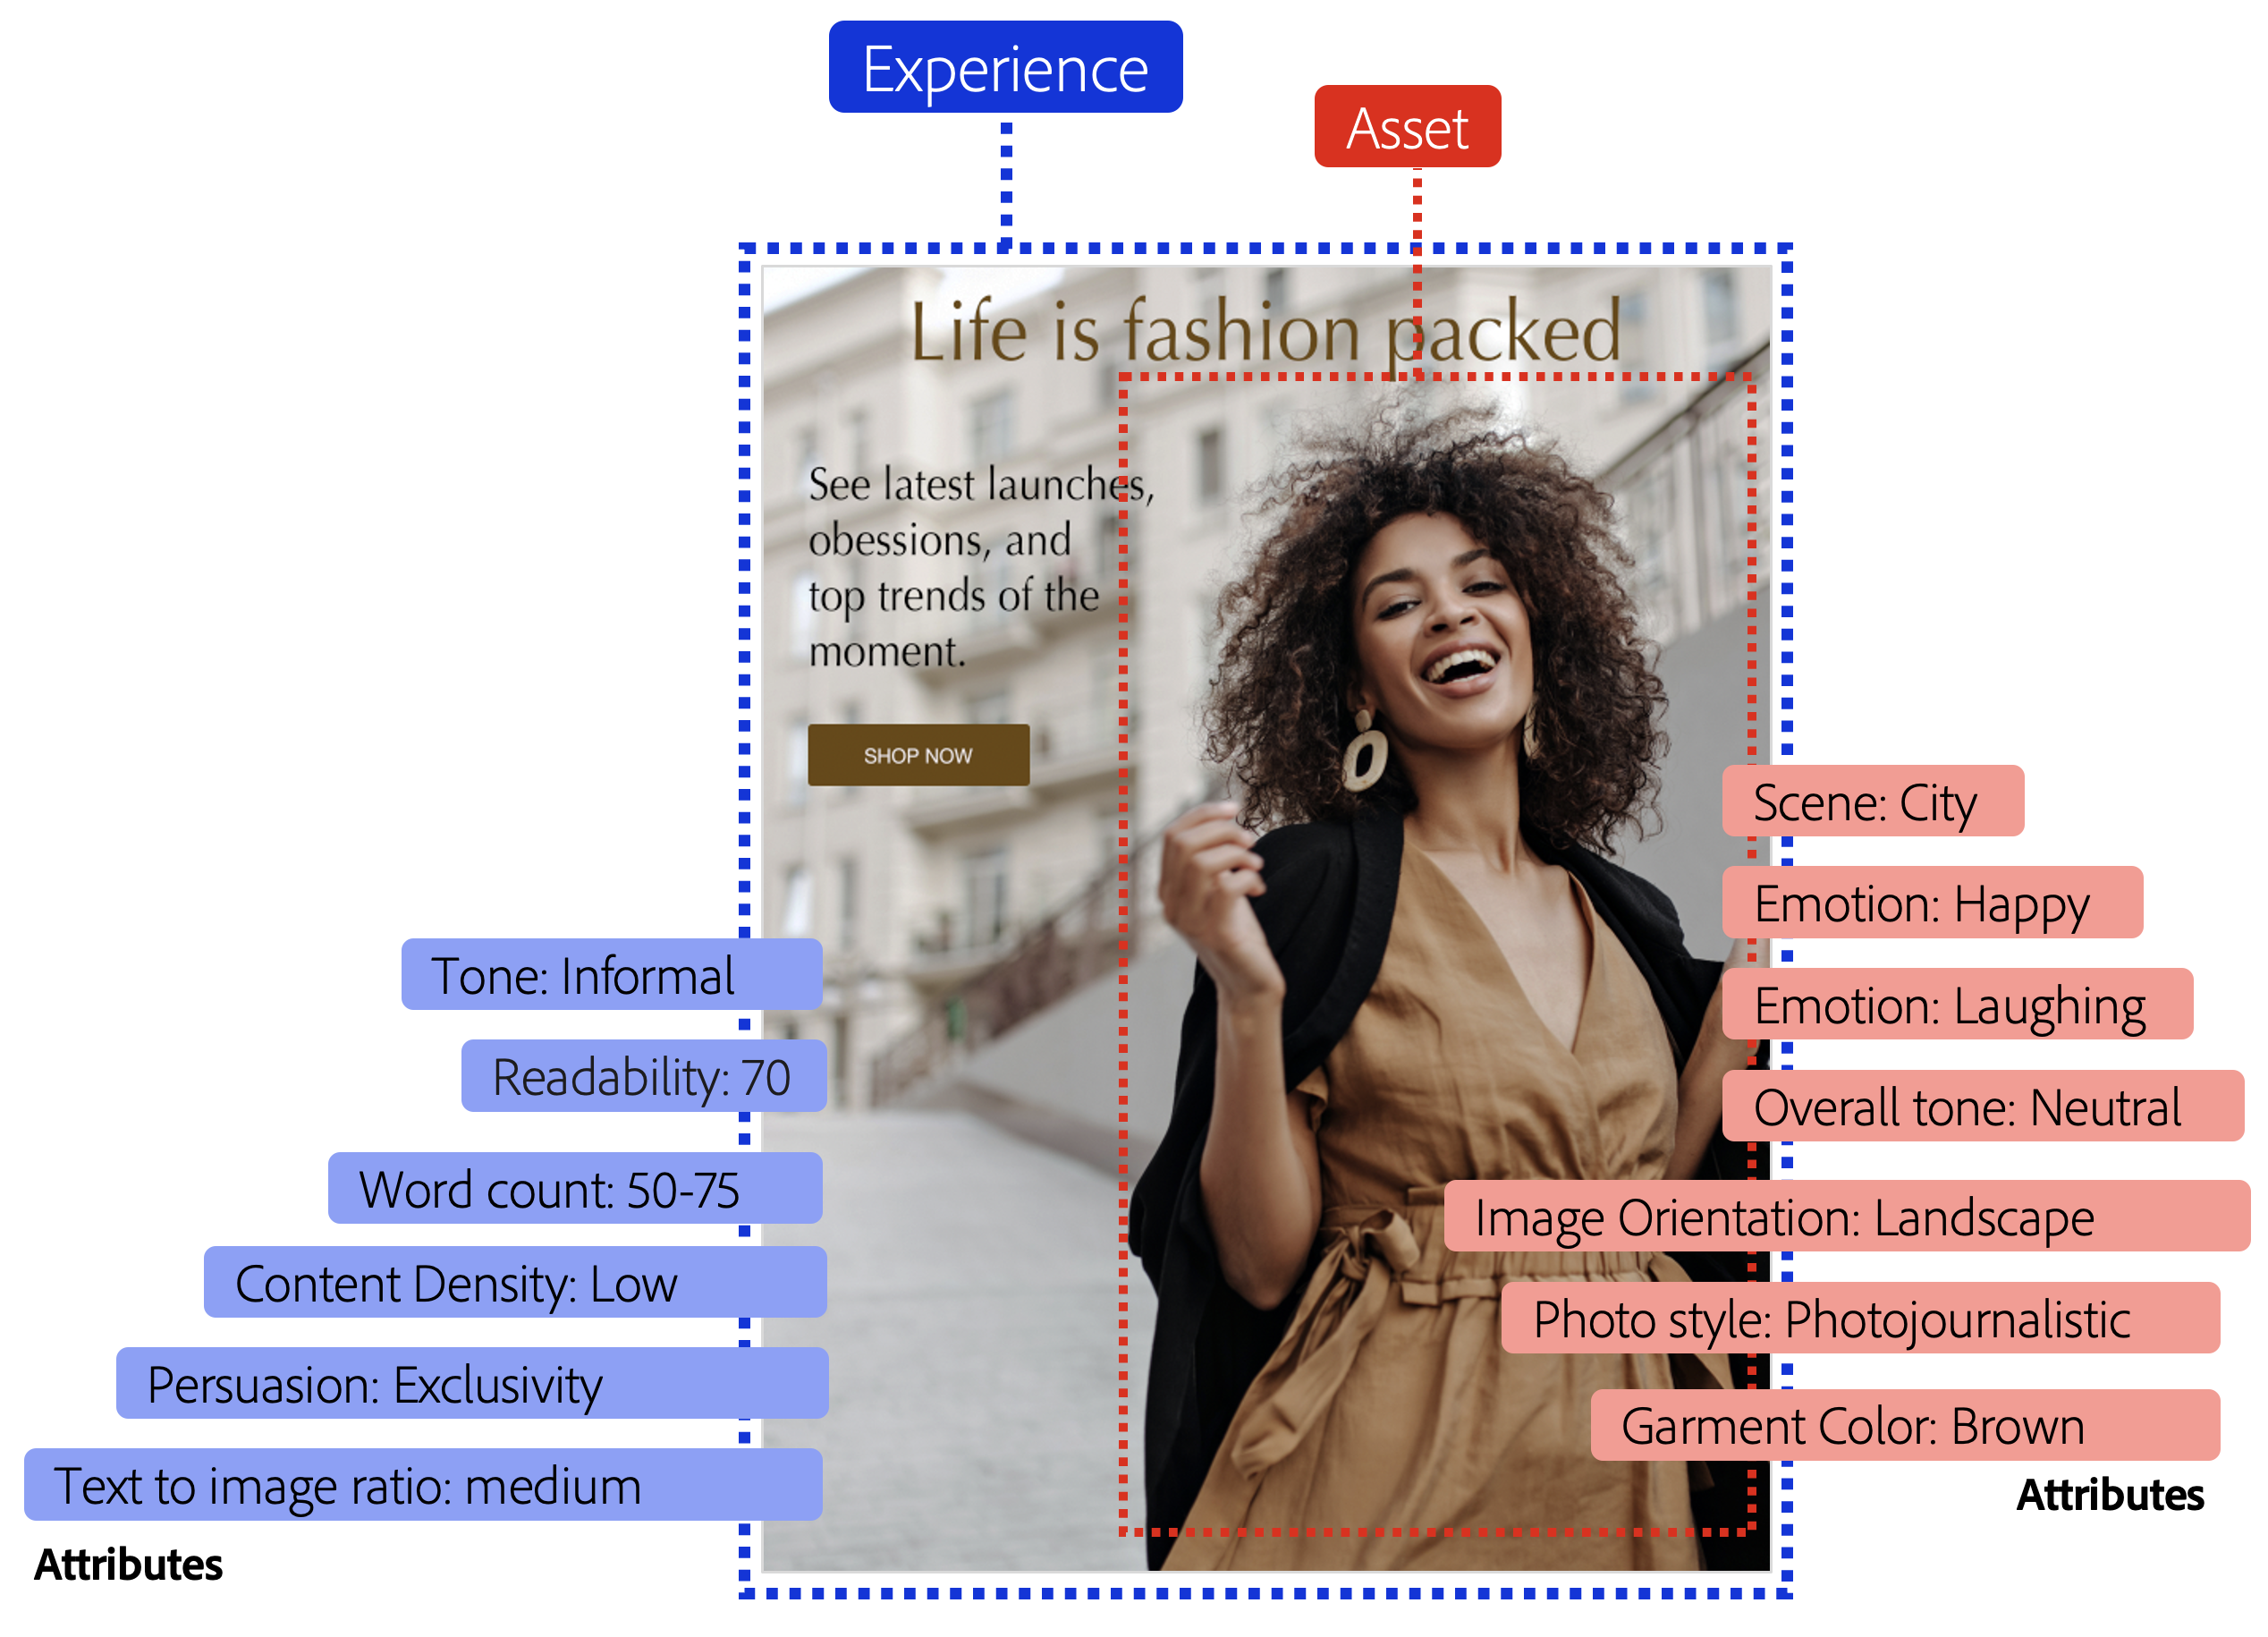 Experience
Asset
Life is fashion packed
See latest launches,
obessions, and
top trends of the
moment.
SHOP NOW
Tone: Informal
Readability: 70
Word count: 50-75
Content Density: Low
Persuasion: Exclusivity
Text to image ratio: medium
Attributes
Scene: City
Emotion: Happy
Emotion: Laughing
Overall tone: Neutral
Image Orientation: Landscape
Photo style: Photojournalistic
Garment Color: Brown
Attributes